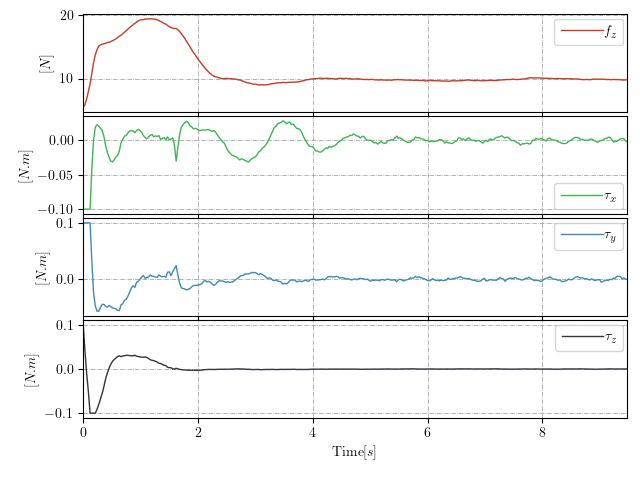 20
10
[N]
f_z
0.00
−0.05
−0.10
[N.m]
τ_x
0.1
0.0
[N.m]
τ_y
0.1
0.0
−0.1
[N.m]
τ_z
0 2 4 6 8
Time[s]